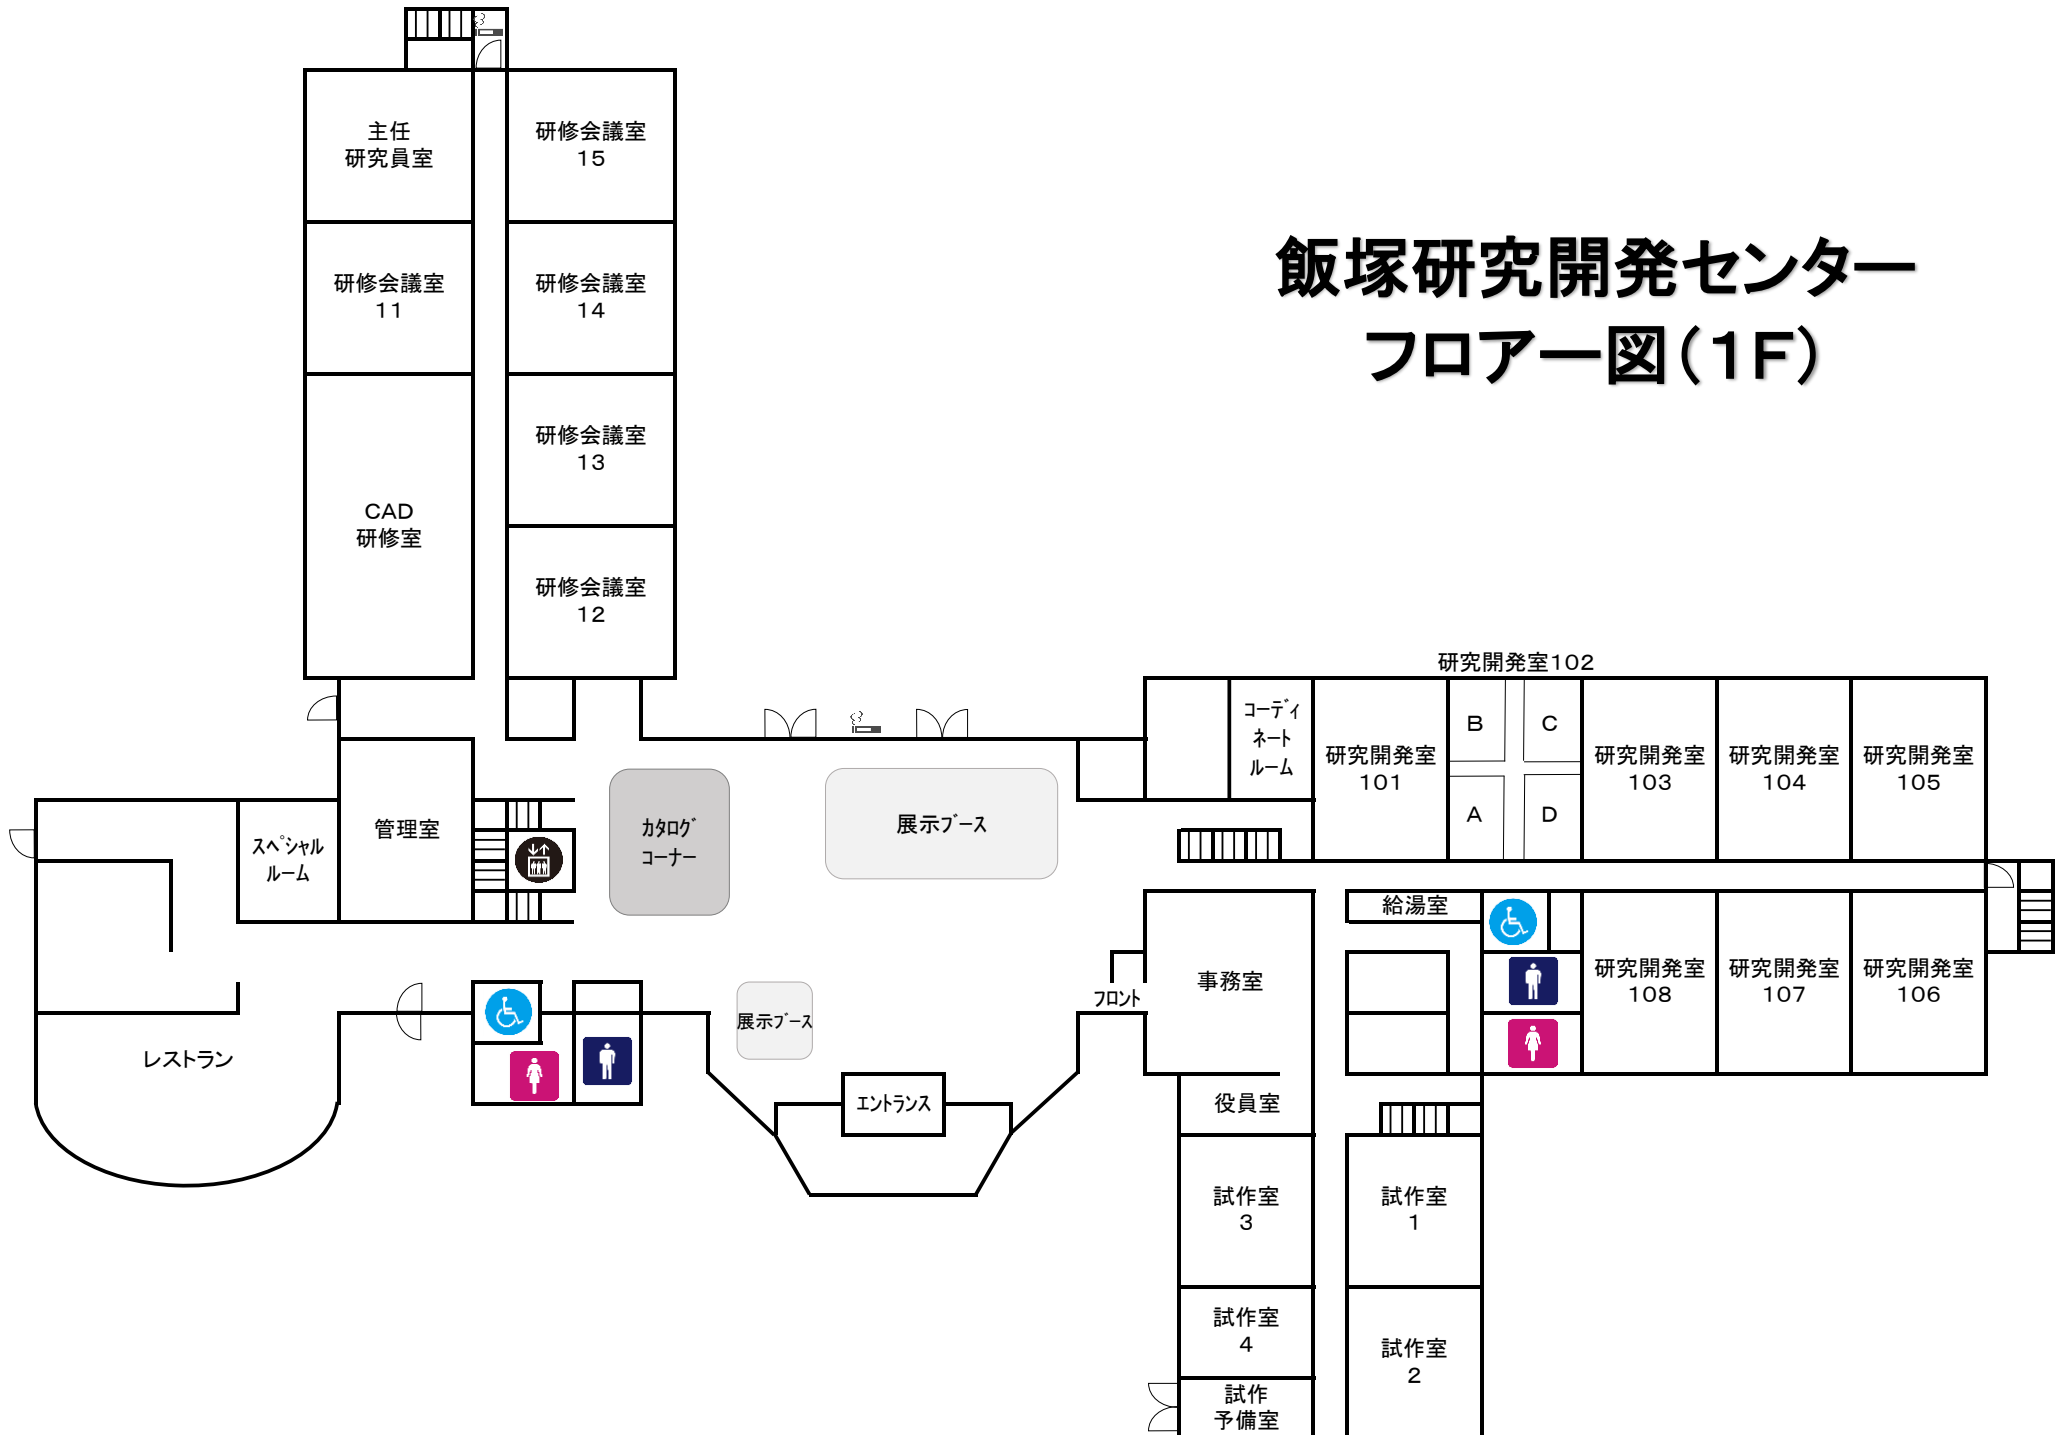 飯塚研究開発センター
フロアー図(1F)
主任
研究員室
研修会議室
15
研修会議室
11
研修会議室
14
研修会議室
13
CAD
研修室
研修会議室
12
研究開発室102
コーディ
ネート
ルーム
研究開発室
101
B
C
A
D
研究開発室
103
研究開発室
104
研究開発室
105
スペシャル
ルーム
管理室
カタログ
コーナー
展示ブース
給湯室
事務室
フロント
研究開発室
108
研究開発室
107
研究開発室
106
展示ブース
レストラン
エントランス
役員室
試作室
3
試作室
1
試作室
4
試作室
2
試作
予備室